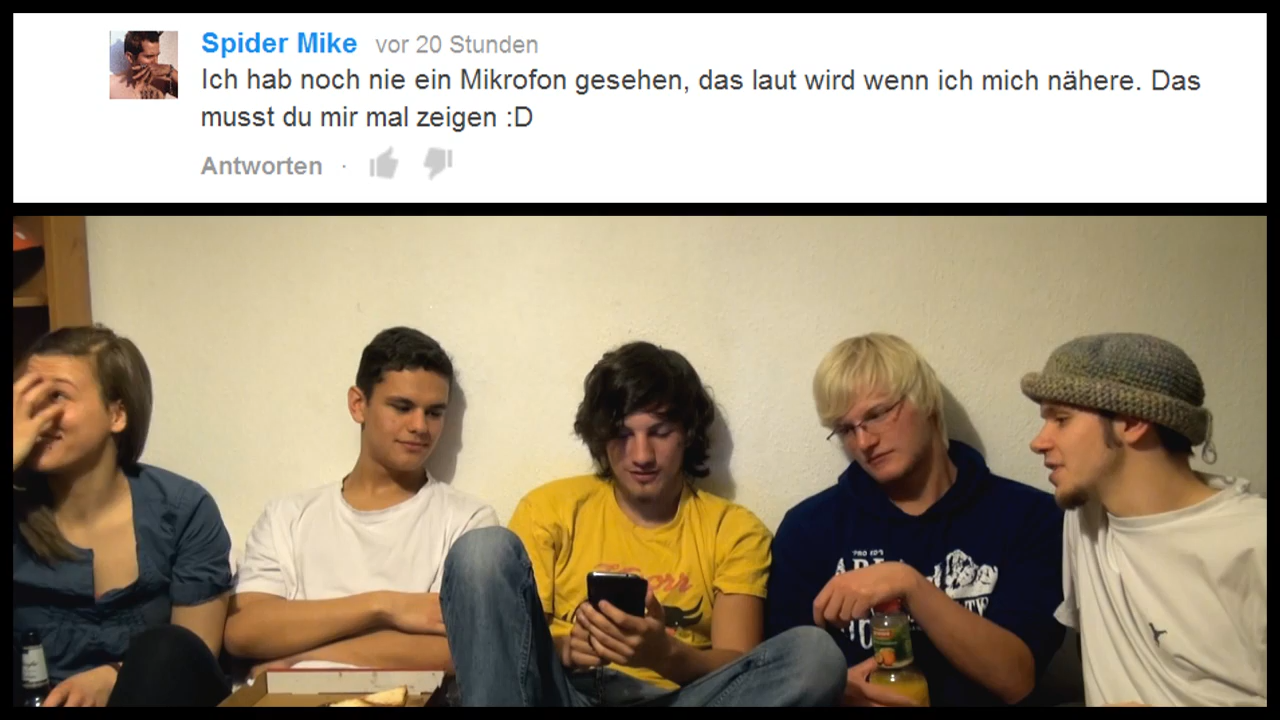 Spider Mike vor 20 Stunden
Ich hab noch nie ein Mikrofon gesehen, das laut wird wenn ich mich nähere. Das
musst du mir mal zeigen :D
Antworten ·